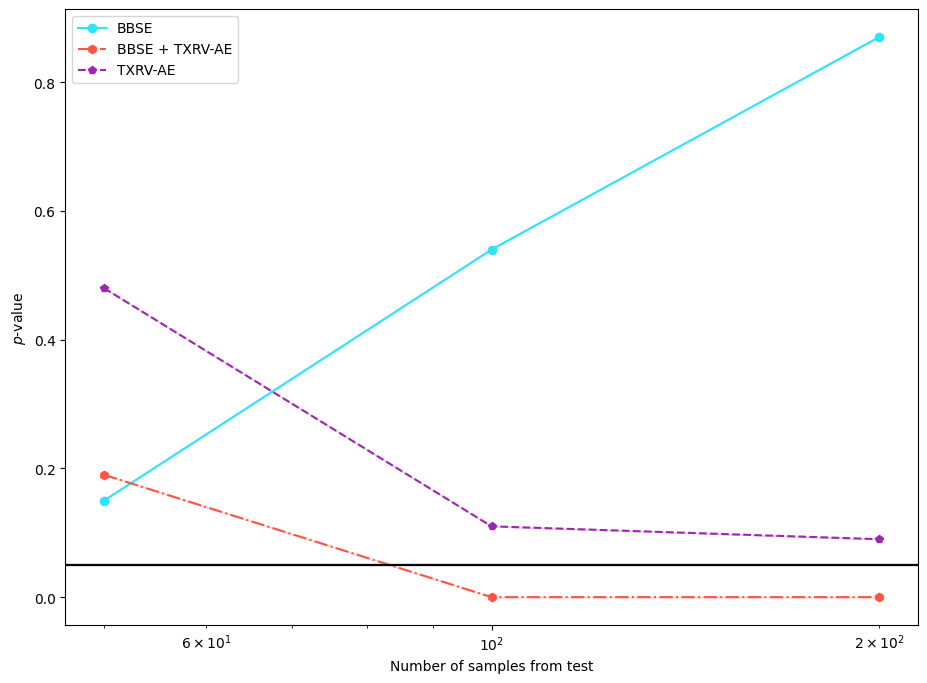 BBSE
BBSE + TXRV-AE
TXRV-AE
0.8
0.6
0.4
0.2
0.0
p-value
6 × 10¹
10²
2 × 10²
Number of samples from test